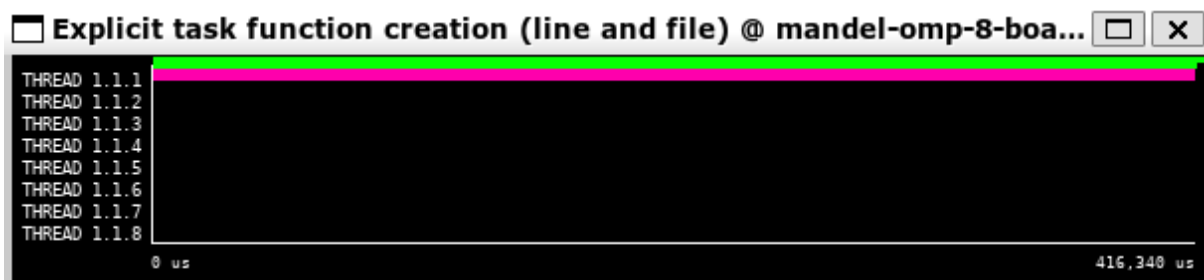 Explicit task function creation (line and file) @ mandel-omp-8-boa...
THREAD 1.1.1
THREAD 1.1.2
THREAD 1.1.3
THREAD 1.1.4
THREAD 1.1.5
THREAD 1.1.6
THREAD 1.1.7
THREAD 1.1.8
0 us 416,340 us